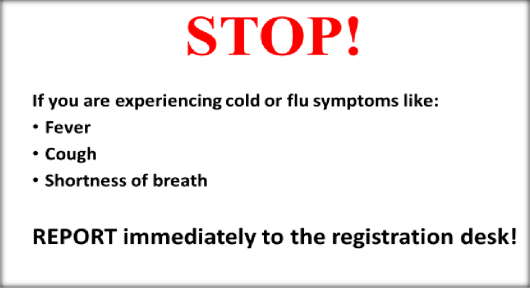 STOP!
If you are experiencing cold or flu symptoms like:
• Fever
• Cough
• Shortness of breath
REPORT immediately to the registration desk!